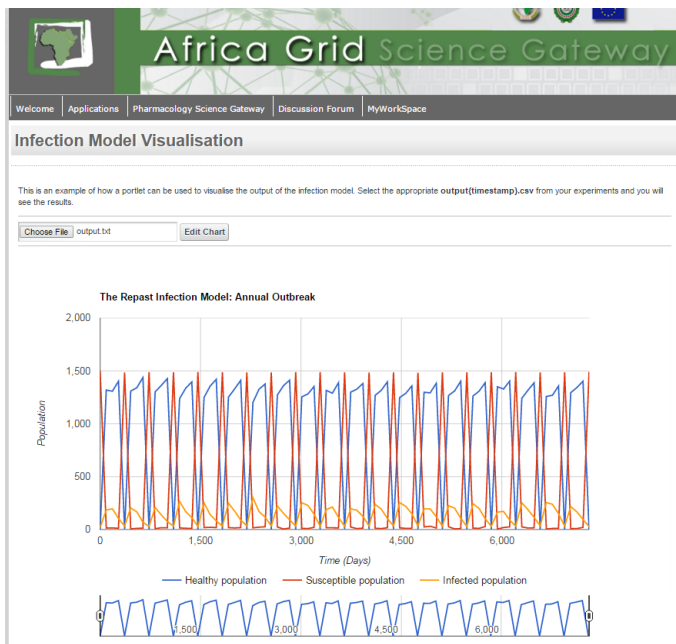 Africa Grid Science Gateway
Welcome Applications Pharmacology Science Gateway Discussion Forum MyWorkSpace
Infection Model Visualisation
This is an example of how a portlet can be used to visualise the output of the infection model. Select the appropriate output{timestamp}.csv from your experiments and you will
see the results.
Choose File output.txt Edit Chart
The Repast Infection Model: Annual Outbreak
2,000
1,500
1,000
500
0
Population
0 1,500 3,000 4,500 6,000
Time (Days)
Healthy population Susceptible population Infected population
1,500 3,000 4,500 6,000